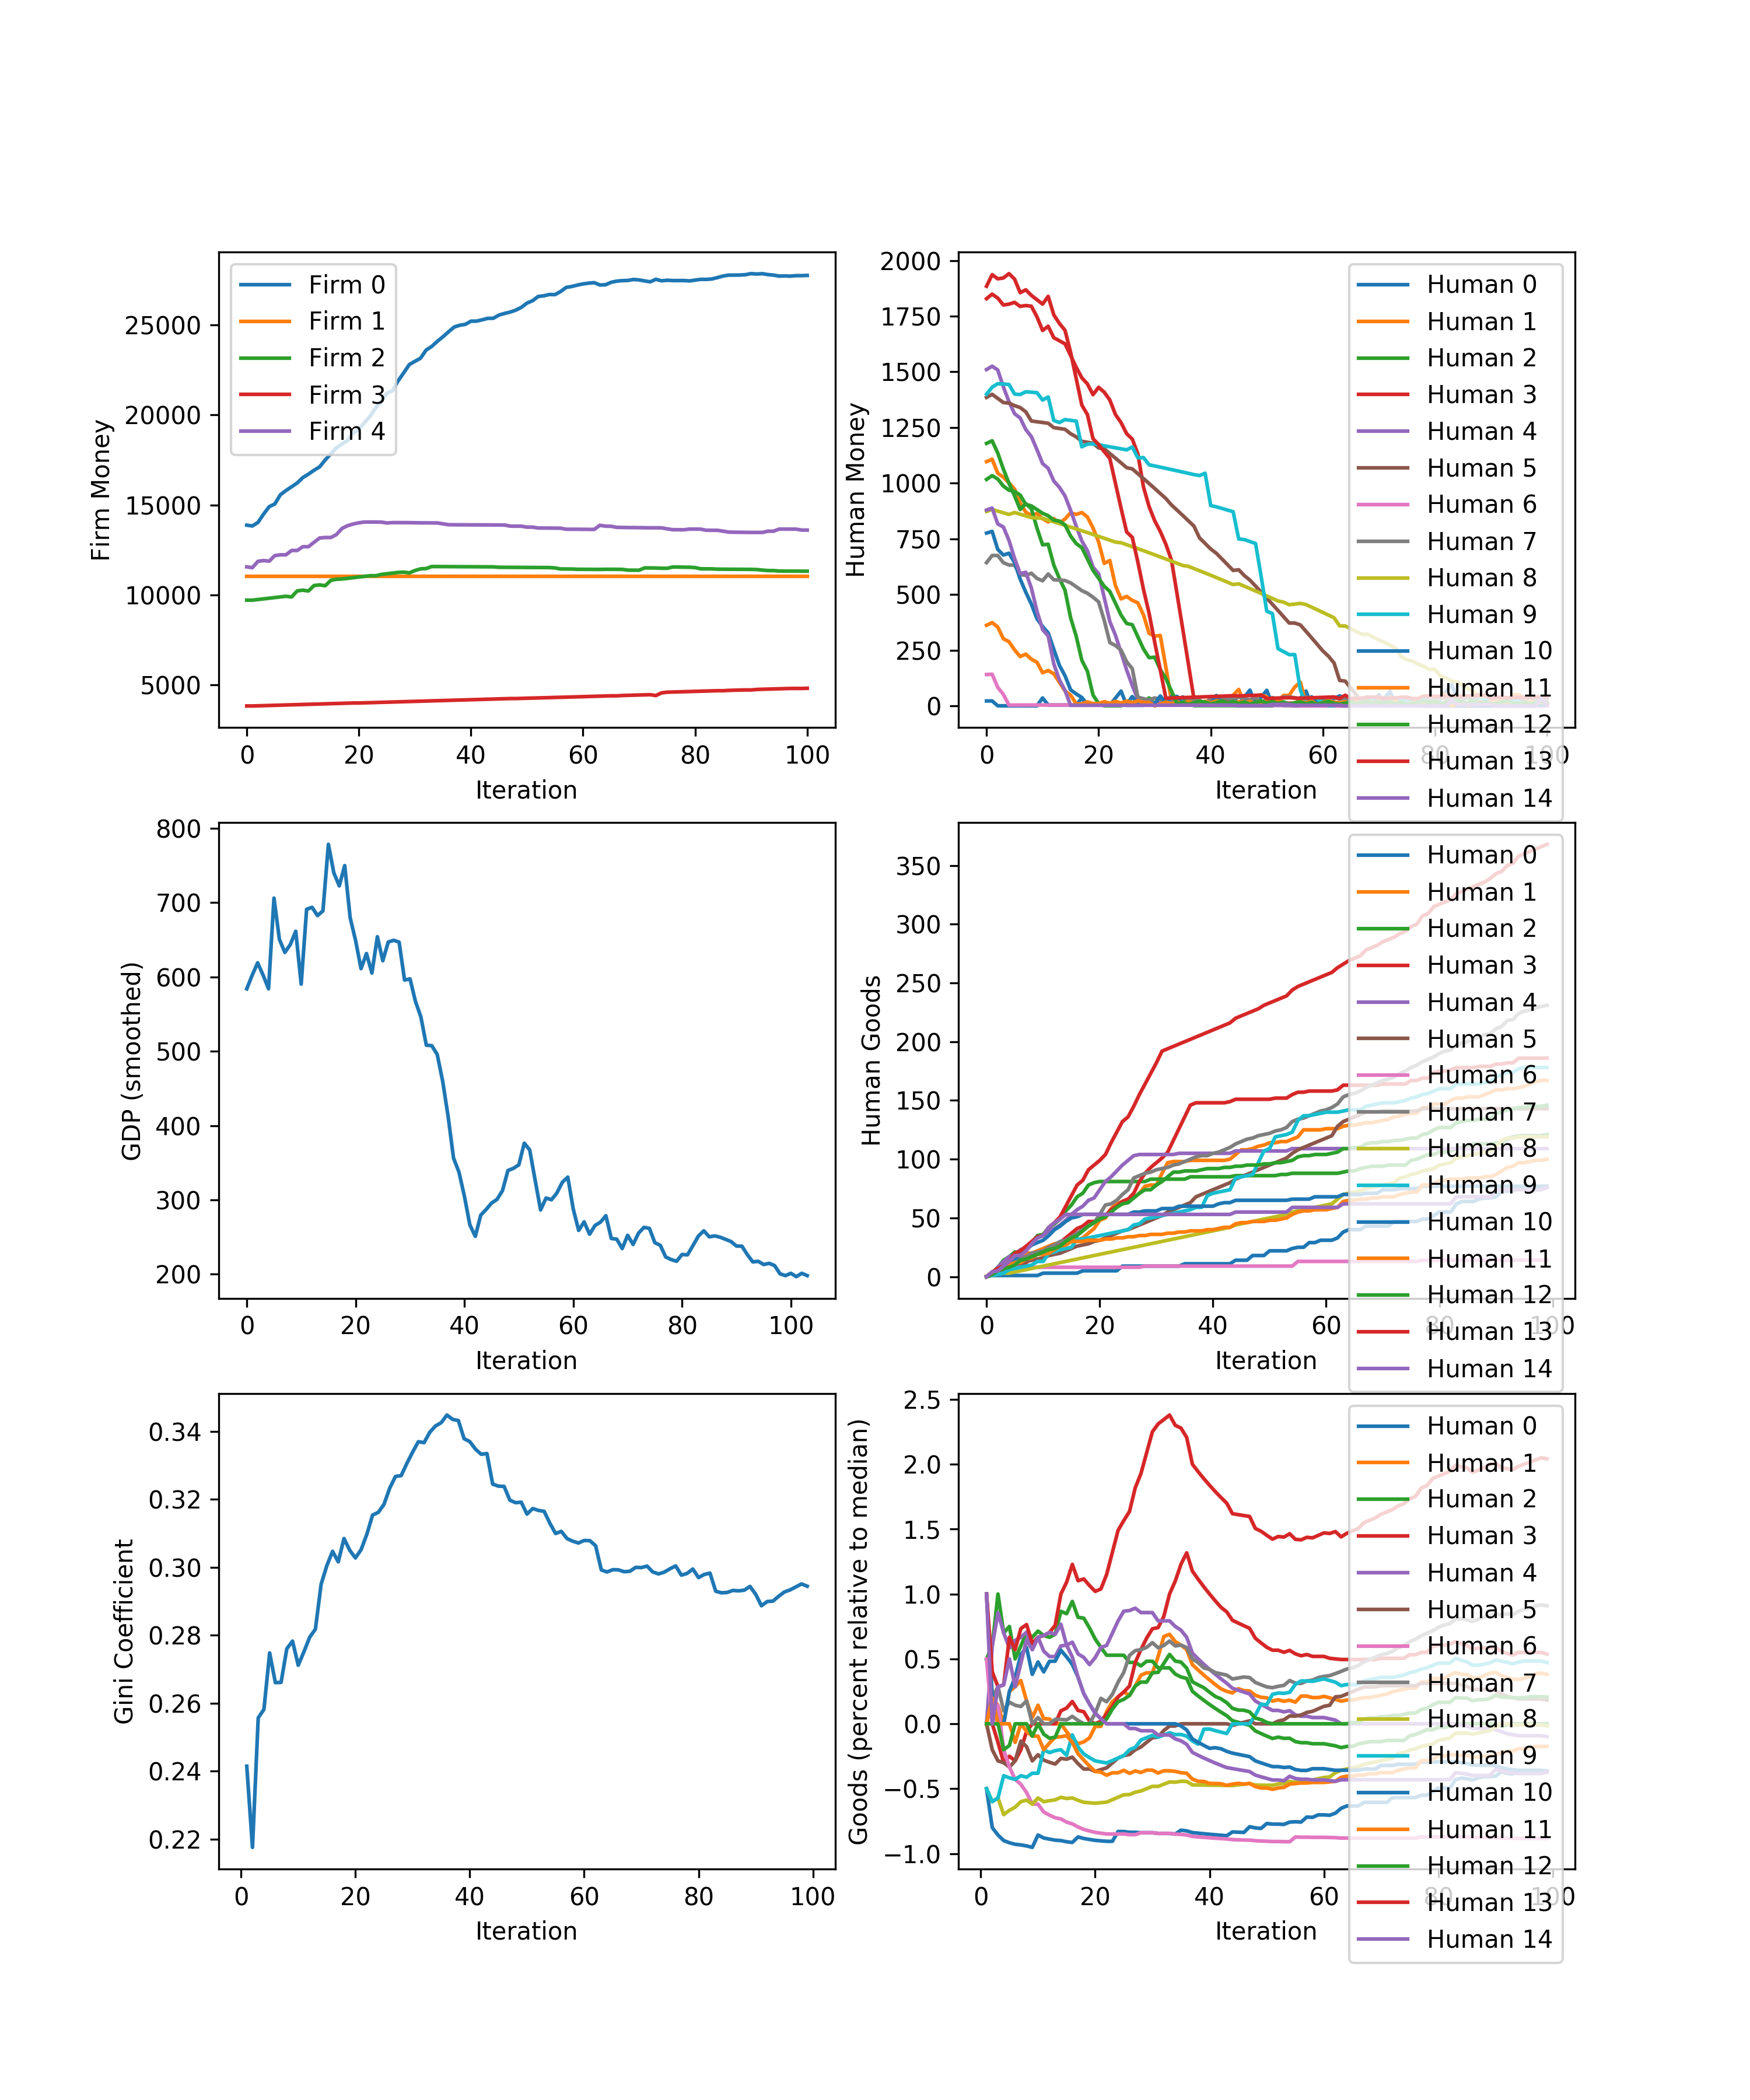 Firm Money
25000
20000
15000
10000
5000
Firm 0
Firm 1
Firm 2
Firm 3
Firm 4
0 20 40 60 80 100
Iteration
Human Money
2000
1750
1500
1250
1000
750
500
250
0
Human 0
Human 1
Human 2
Human 3
Human 4
Human 5
Human 6
Human 7
Human 8
Human 9
Human 10
Human 11
Human 12
Human 13
Human 14
0 20 40 60 80 100
Iteration
GDP (smoothed)
800
700
600
500
400
300
200
0 20 40 60 80 100
Iteration
Human Goods
350
300
250
200
150
100
50
0
Human 0
Human 1
Human 2
Human 3
Human 4
Human 5
Human 6
Human 7
Human 8
Human 9
Human 10
Human 11
Human 12
Human 13
Human 14
0 20 40 60 80 100
Iteration
Gini Coefficient
0.34
0.32
0.30
0.28
0.26
0.24
0.22
0 20 40 60 80 100
Iteration
Goods (percent relative to median)
2.5
2.0
1.5
1.0
0.5
0.0
−0.5
−1.0
Human 0
Human 1
Human 2
Human 3
Human 4
Human 5
Human 6
Human 7
Human 8
Human 9
Human 10
Human 11
Human 12
Human 13
Human 14
0 20 40 60 80 100
Iteration